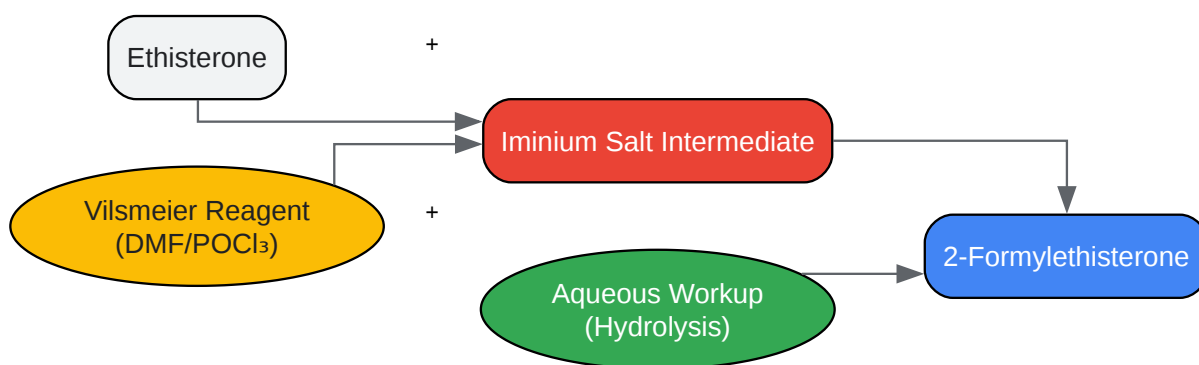 Ethisterone
+
Iminium Salt Intermediate
Vilsmeier Reagent
(DMF/POCl₃)
+
2-Formylethisterone
Aqueous Workup
(Hydrolysis)